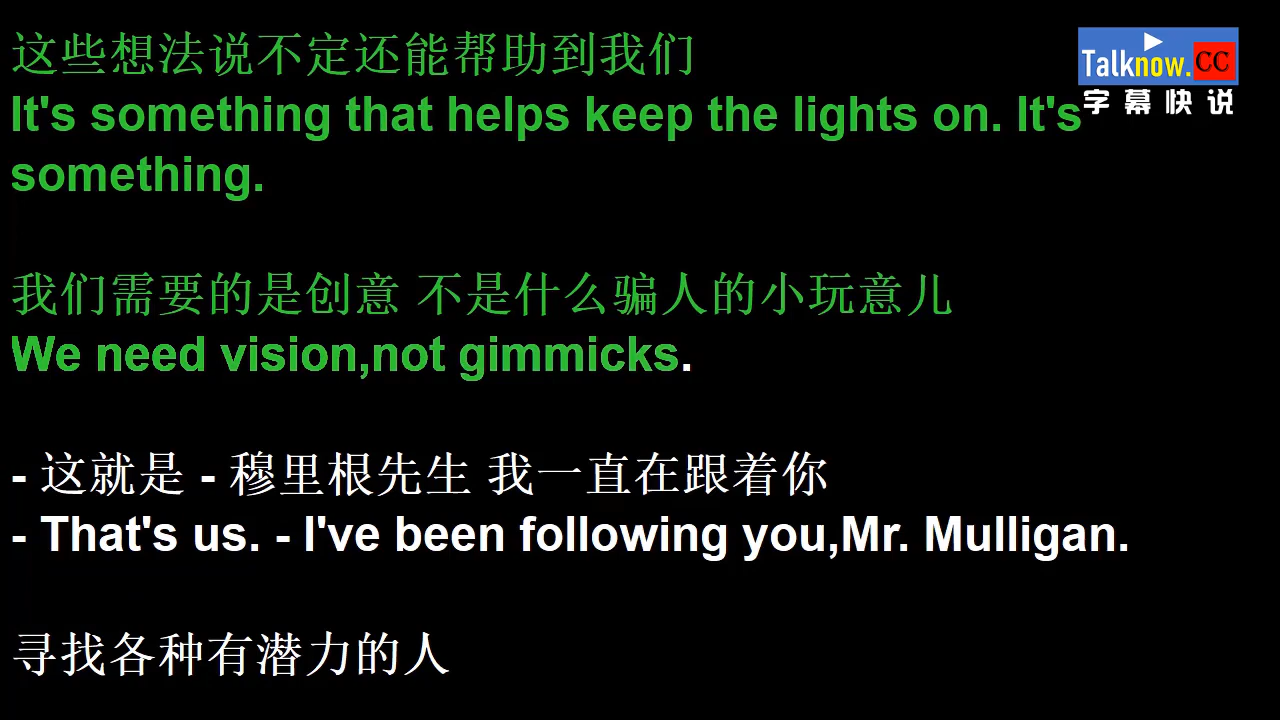 这些想法说不定还能帮助到我们
It's something that helps keep the lights on. It's
something.
我们需要的是创意 不是什么骗人的小玩意儿
We need vision,not gimmicks.
- 这就是 - 穆里根先生 我一直在跟着你
- That's us. - I've been following you,Mr. Mulligan.
寻找各种有潜力的人
Talknow.CC
字幕快说